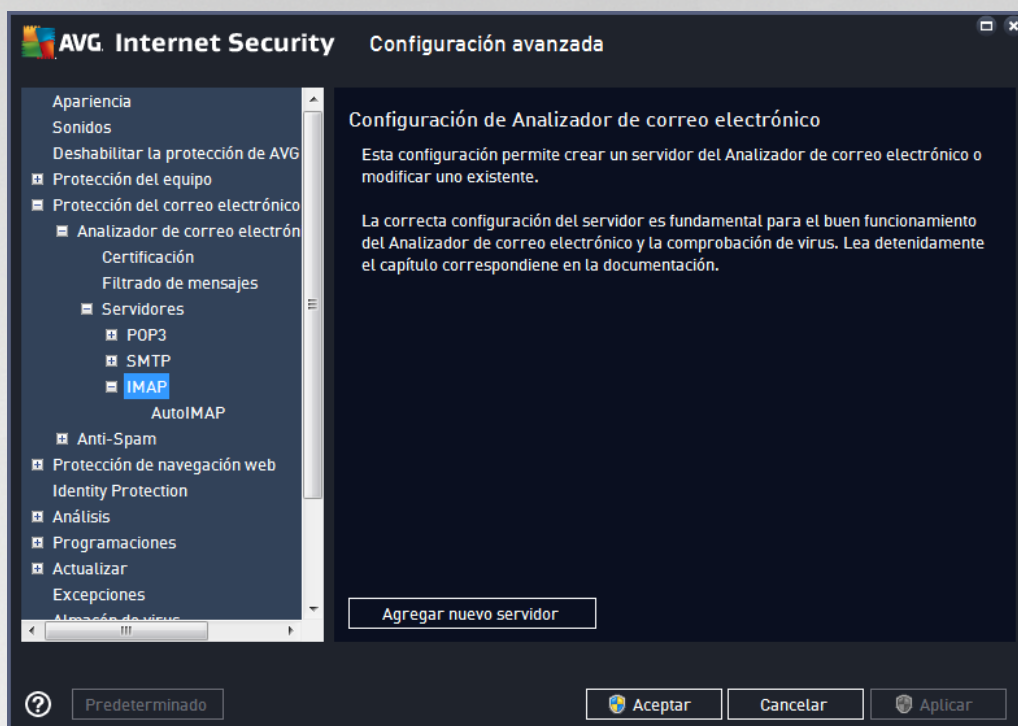 AVG. Internet Security Configuración avanzada
Apariencia
Sonidos
Deshabilitar la protección de AVG
Protección del equipo
Protección del correo electrónico
Analizador de correo electrón
Certificación
Filtrado de mensajes
Servidores
POP3
SMTP
IMAP
AutoIMAP
Anti-Spam
Protección de navegación web
Identity Protection
Análisis
Programaciones
Actualizar
Excepciones
Almacén de virus
Configuración de Analizador de correo electrónico
Esta configuración permite crear un servidor del Analizador de correo electrónico o
modificar uno existente.
La correcta configuración del servidor es fundamental para el buen funcionamiento
del Analizador de correo electrónico y la comprobación de virus. Lea detenidamente
el capítulo correspondiene en la documentación.
Agregar nuevo servidor
Predeterminado
Aceptar
Cancelar
Aplicar